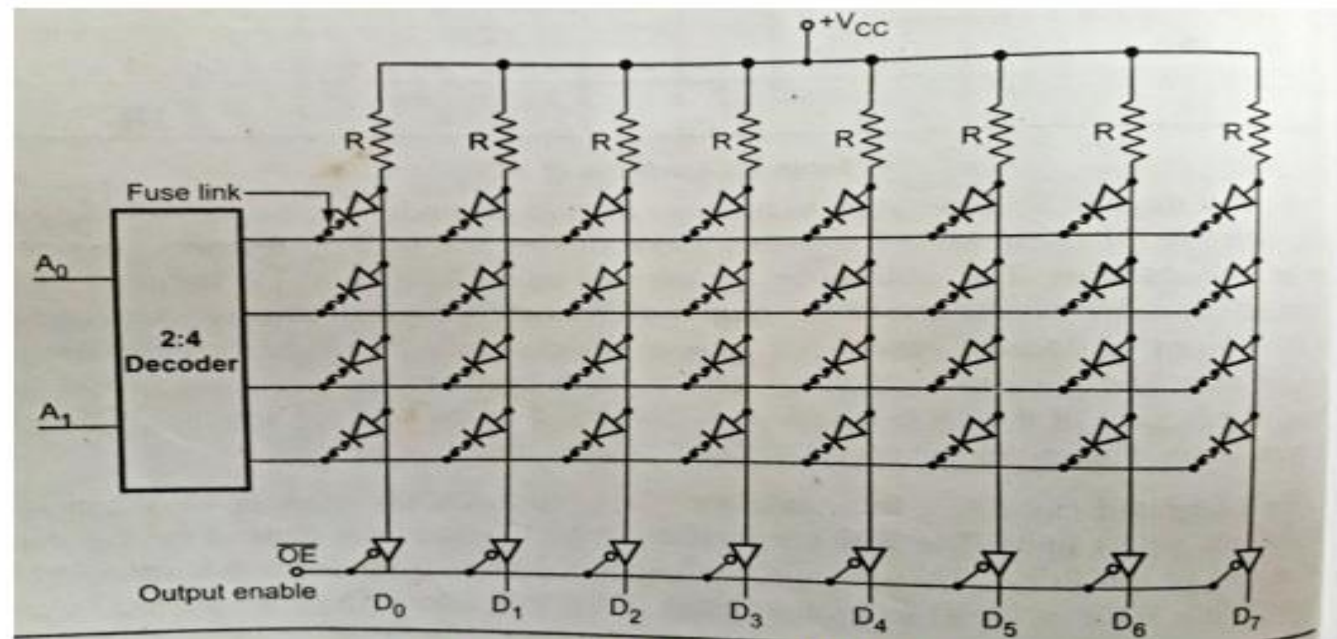 +VCC
R R R R R R R R
Fuse link
A0
2:4
Decoder
A1
OE
Output enable
D0 D1 D2 D3 D4 D5 D6 D7